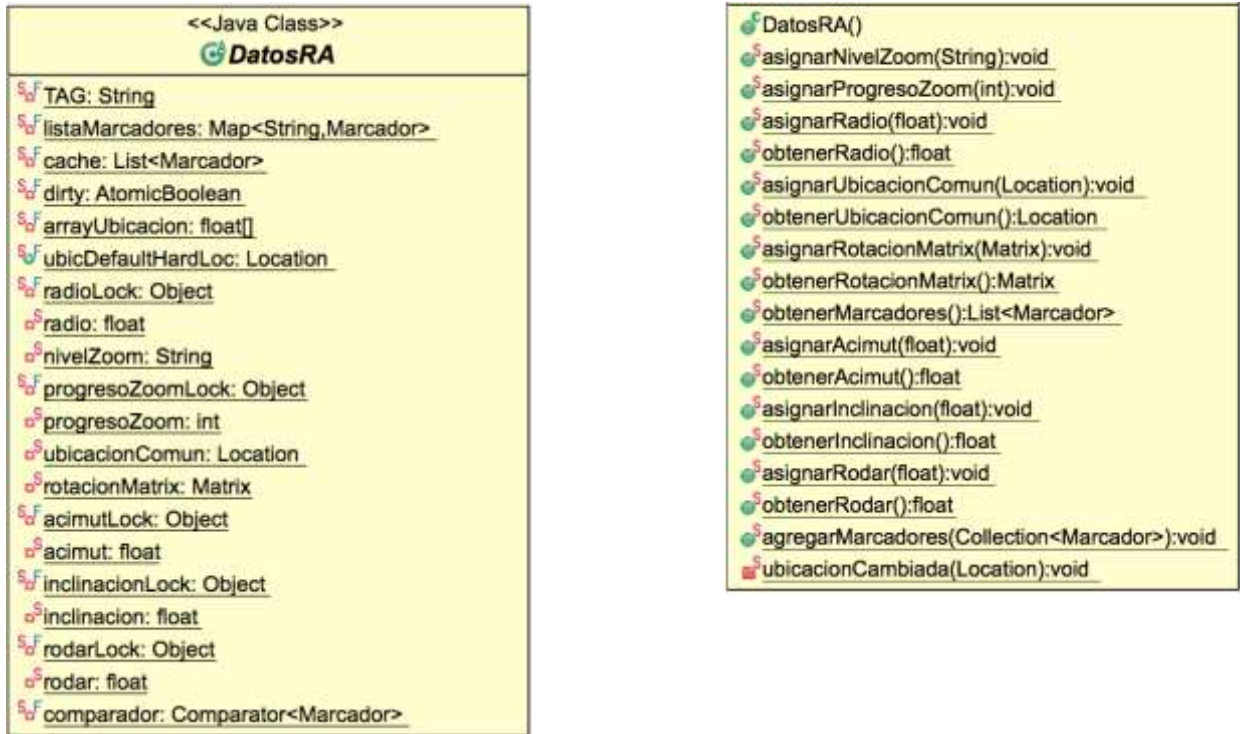 <<Java Class>>
DatosRA
TAG: String
listaMarcadores: Map<String,Marcador>
cache: List<Marcador>
dirty: AtomicBoolean
arrayUbicacion: float[]
ubicDefaultHardLoc: Location
radioLock: Object
radio: float
nivelZoom: String
progresoZoomLock: Object
progresoZoom: int
ubicacionComun: Location
rotacionMatrix: Matrix
acimutLock: Object
acimut: float
inclinacionLock: Object
inclinacion: float
rodarLock: Object
rodar: float
comparador: Comparator<Marcador>
DatosRA()
asignarNivelZoom(String):void
asignarProgresoZoom(int):void
asignarRadio(float):void
obtenerRadio():float
asignarUbicacionComun(Location):void
obtenerUbicacionComun():Location
asignarRotacionMatrix(Matrix):void
obtenerRotacionMatrix():Matrix
obtenerMarcadores():List<Marcador>
asignarAcimut(float):void
obtenerAcimut():float
asignarInclinacion(float):void
obtenerInclinacion():float
asignarRodar(float):void
obtenerRodar():float
agregarMarcadores(Collection<Marcador>):void
ubicacionCambiada(Location):void